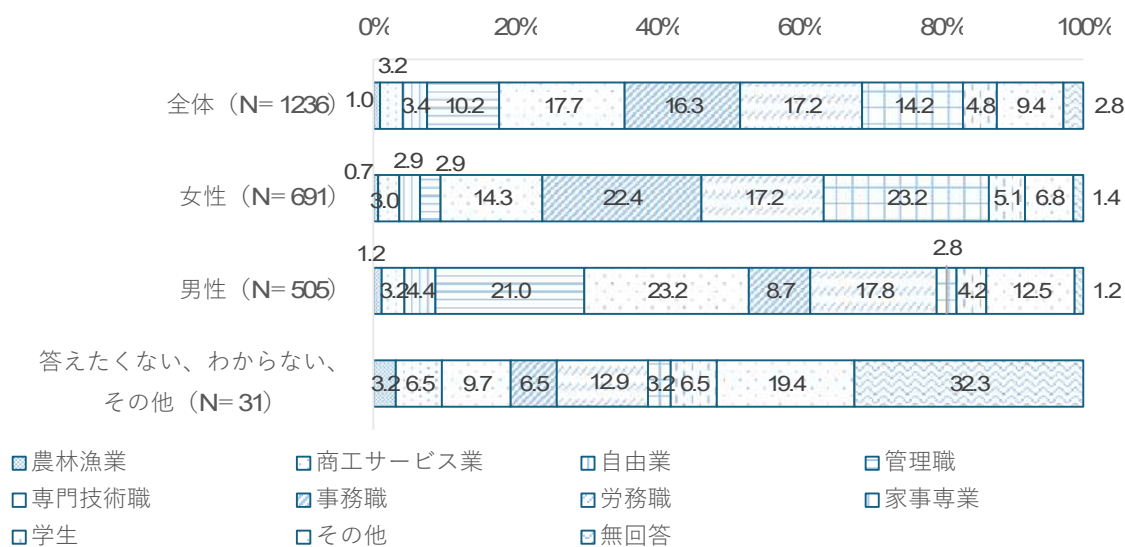 0% 20% 40% 60% 80% 100%
3.2
全体（N=1236） 1.0 3.4 10.2 17.7 16.3 17.2 14.2 4.8 9.4 2.8
0.7 2.9 2.9
女性（N=691） 3.0 14.3 22.4 17.2 23.2 5.1 6.8 1.4
1.2 2.8
男性（N=505） 3.2 4.4 21.0 23.2 8.7 17.8 4.2 12.5 1.2
答えたくない、わからない、
その他（N=31） 3.2 6.5 9.7 6.5 12.9 3.2 6.5 19.4 32.3
農林漁業 商工サービス業 自由業 管理職
専門技術職 事務職 労務職 家事専業
学生 その他 無回答